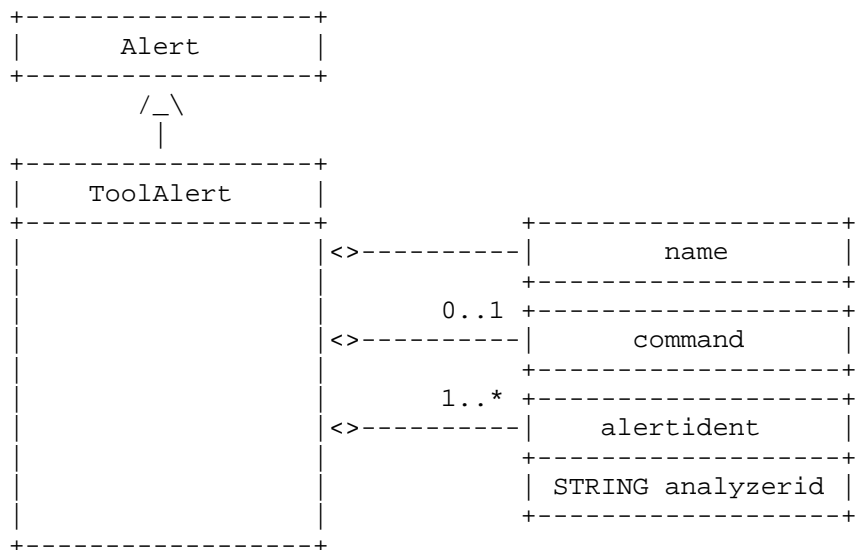 Alert
ToolAlert
name
0..1
command
1..*
alertident
STRING analyzerid